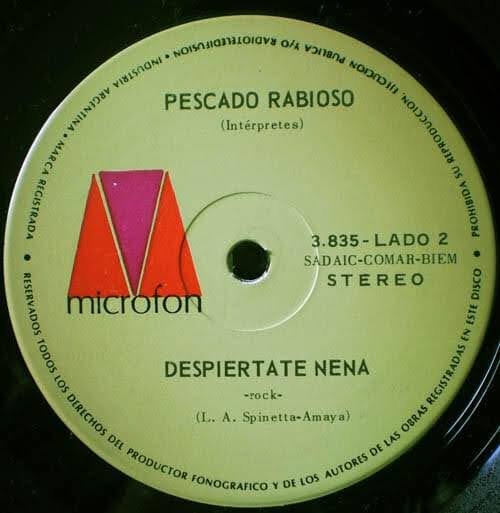 PESCADO RABIOSO
(Intérpretes)
microfon
3.835-LADO 2
SADAIC-COMAR-BIEM
STEREO
DESPIERTATE NENA
-rock-
(L. A. Spinetta-Amaya)
• RESERVADOS TODOS LOS DERECHOS DEL PRODUCTOR FONOGRAFICO Y DE LOS AUTORES DE LAS OBRAS REGISTRADAS EN ESTE DISCO •
PROHIBIDA SU REPRODUCCION, EJECUCION PUBLICA Y/O RADIOTELEDIFUSION • INDUSTRIA ARGENTINA • MARCA REGISTRADA